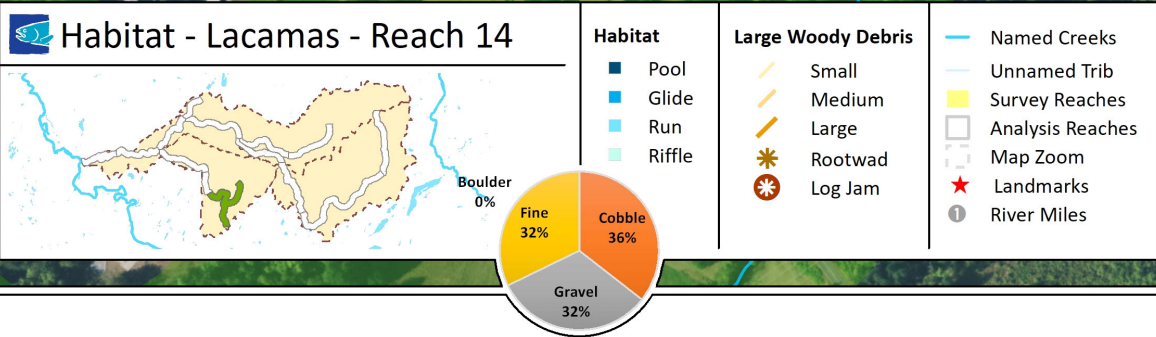 Habitat - Lacamas - Reach 14
Habitat
Pool
Glide
Run
Riffle
Large Woody Debris
Small
Medium
Large
Rootwad
Log Jam
Named Creeks
Unnamed Trib
Survey Reaches
Analysis Reaches
Map Zoom
Landmarks
1
River Miles
Boulder
0%
Fine
32%
Cobble
36%
Gravel
32%